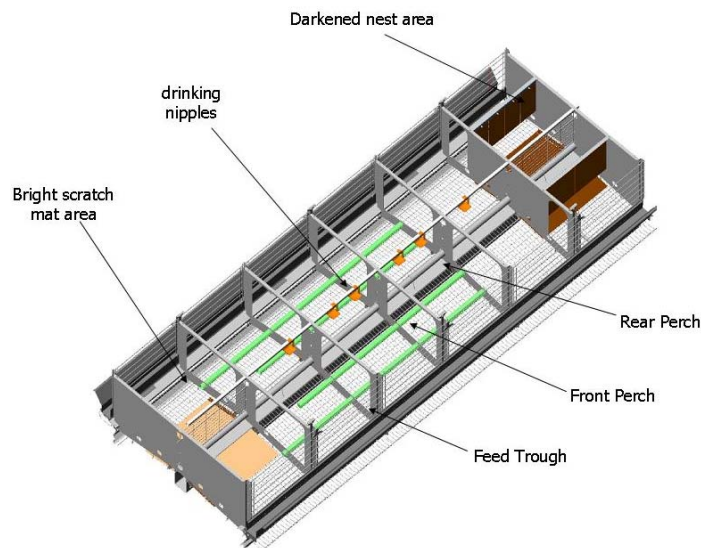 Darkened nest area
drinking
nipples
Bright scratch
mat area
Rear Perch
Front Perch
Feed Trough